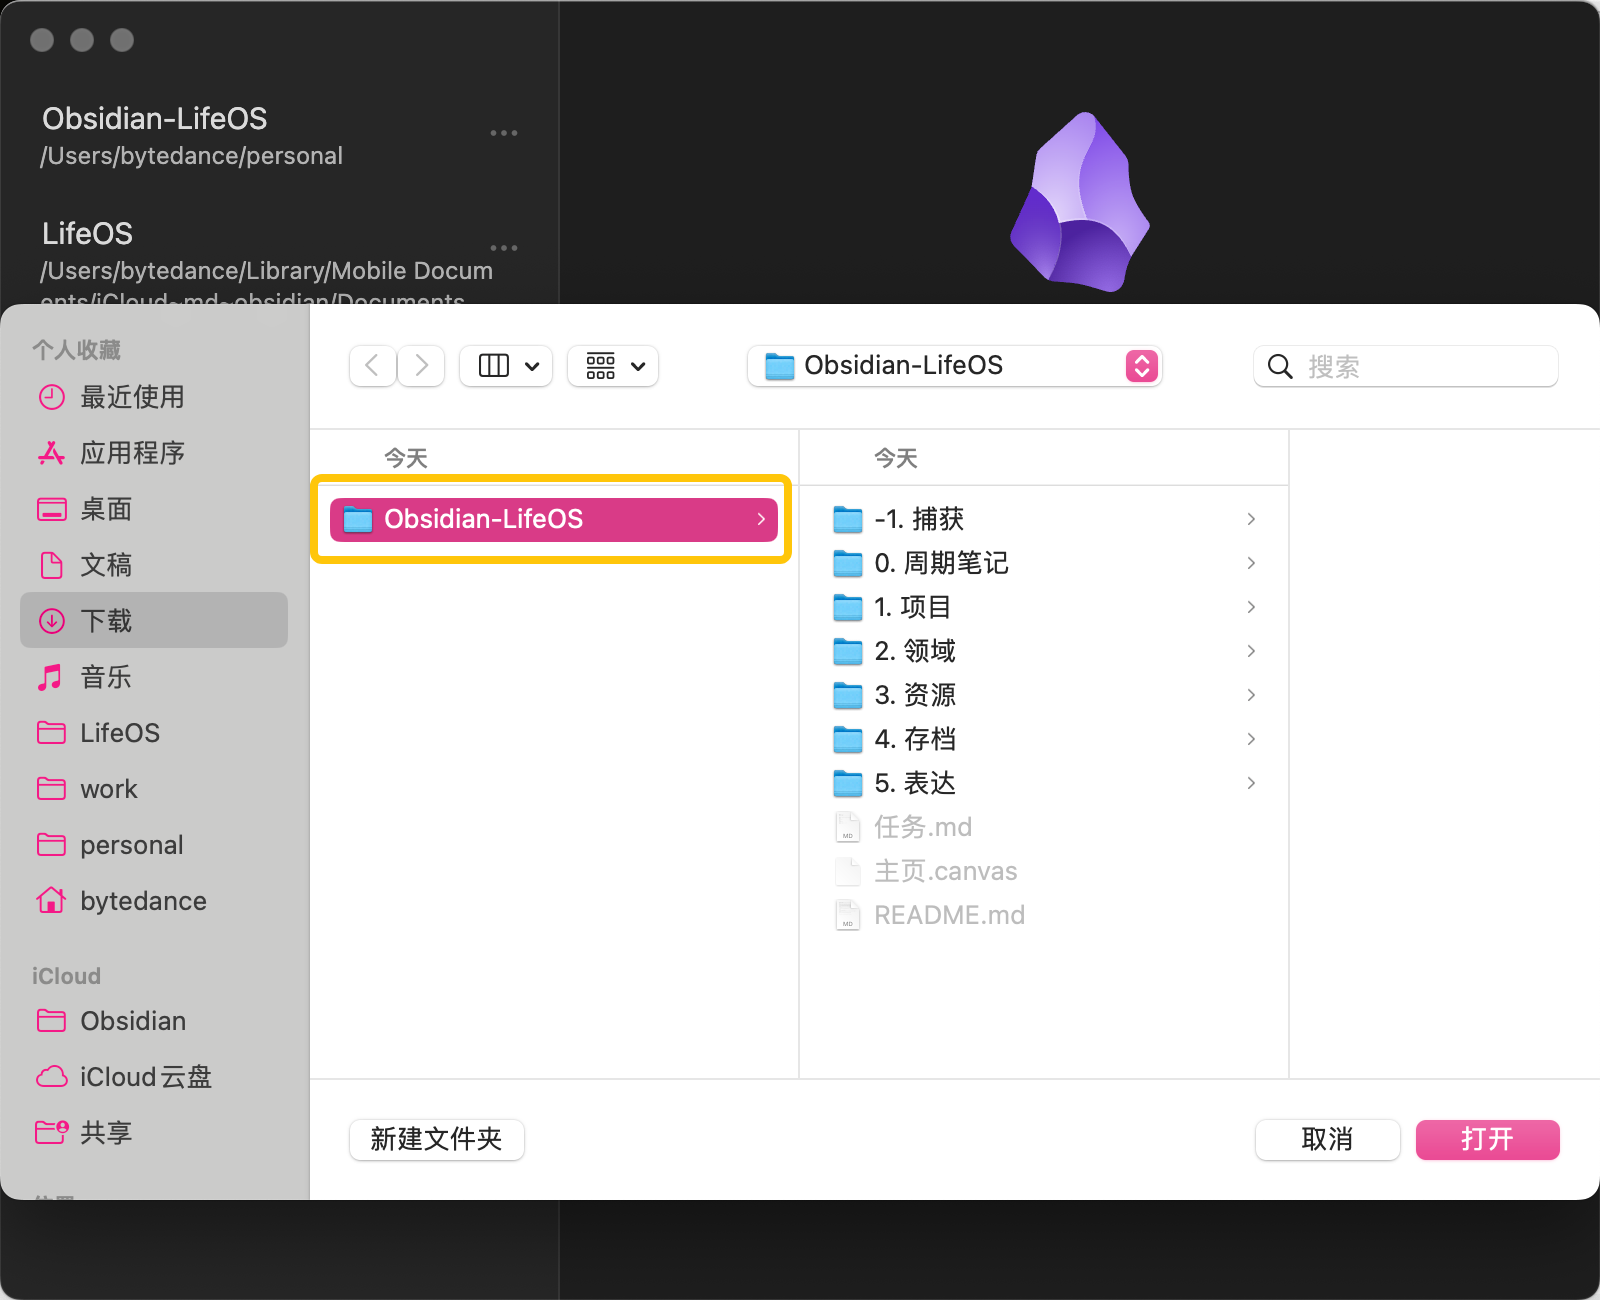 Obsidian-LifeOS
/Users/bytedance/personal
LifeOS
/Users/bytedance/Library/Mobile Docum
ents/iCloud~md~obsidian/Documents
个人收藏
最近使用
应用程序
桌面
文稿
下载
音乐
LifeOS
work
personal
bytedance
iCloud
Obsidian
iCloud云盘
共享
位置
Obsidian-LifeOS
搜索
今天
Obsidian-LifeOS
今天
-1. 捕获
0. 周期笔记
1. 项目
2. 领域
3. 资源
4. 存档
5. 表达
任务.md
主页.canvas
README.md
新建文件夹
取消
打开